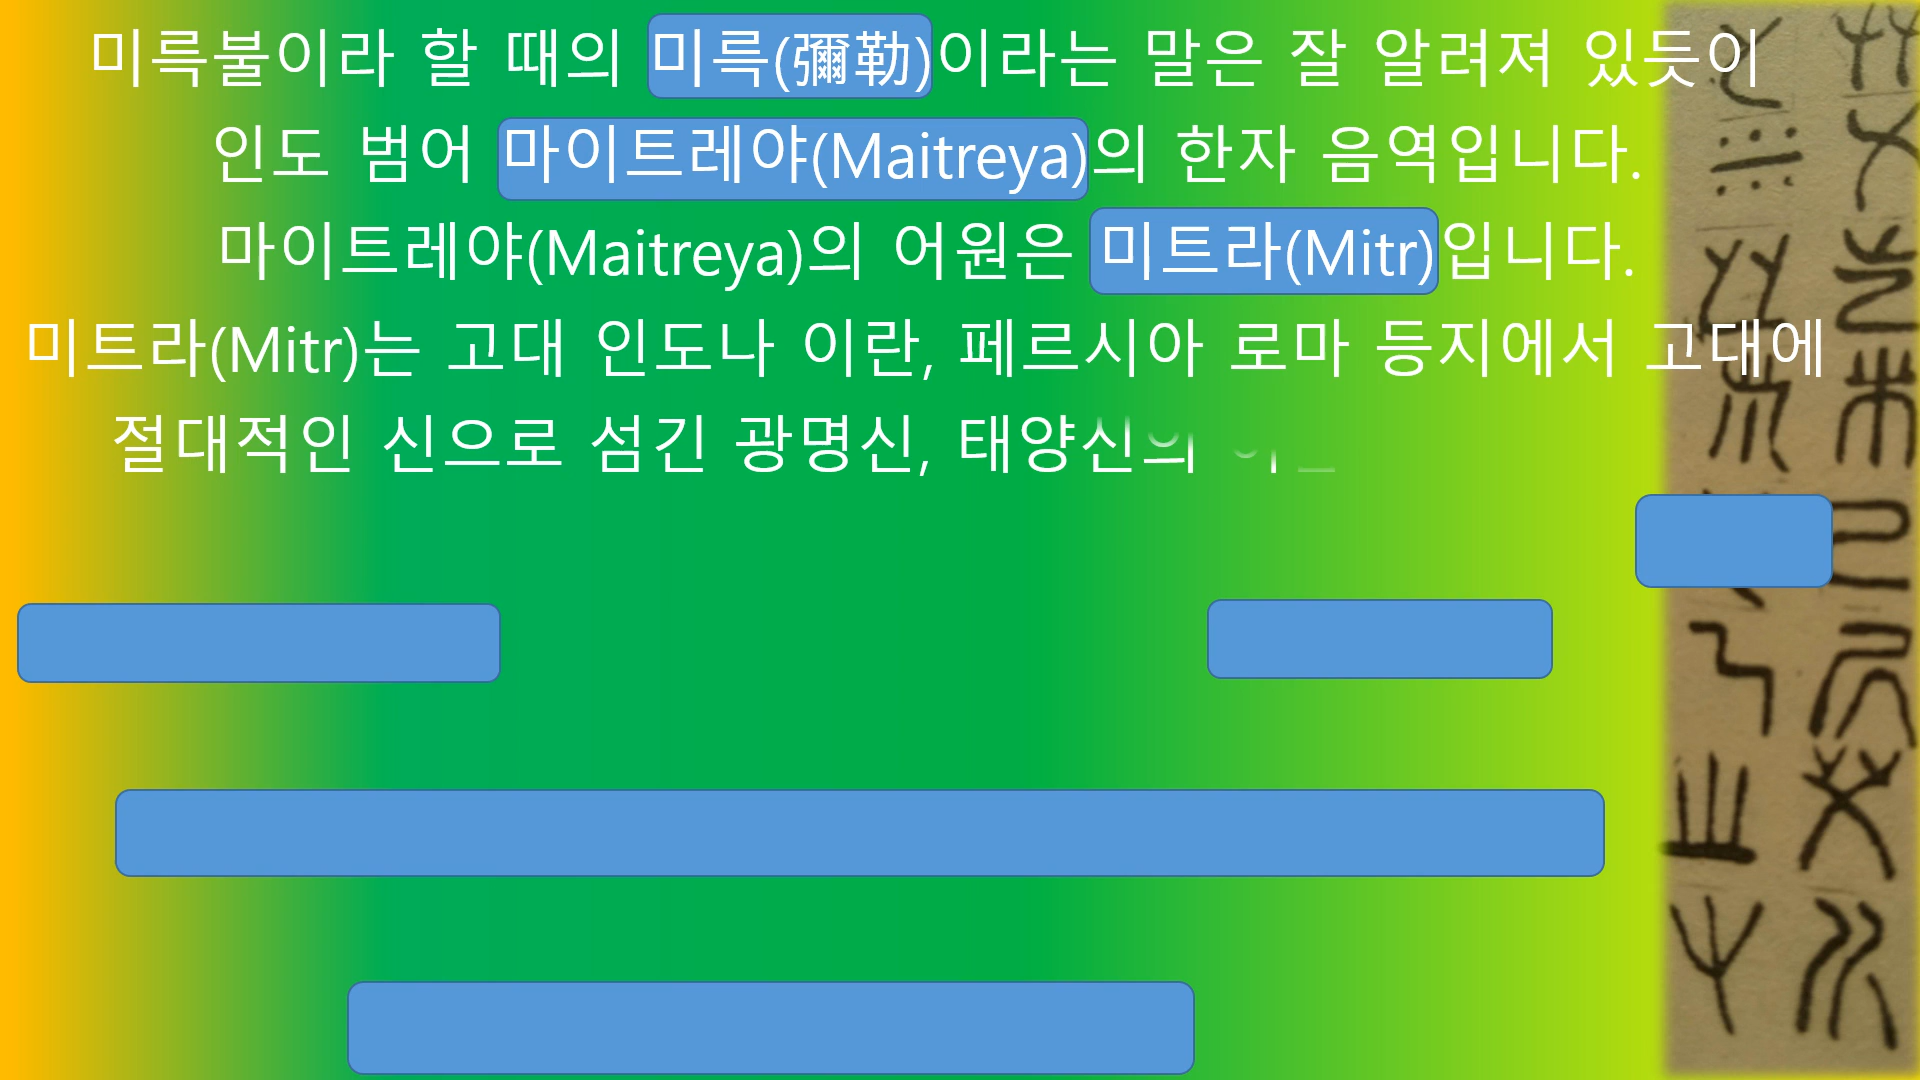 미륵불이라 할 때의 미륵(彌勒)이라는 말은 잘 알려져 있듯이
인도 범어 마이트레야(Maitreya)의 한자 음역입니다.
마이트레야(Maitreya)의 어원은 미트라(Mitr)입니다.
미트라(Mitr)는 고대 인도나 이란, 페르시아 로마 등지에서 고대에
절대적인 신으로 섬긴 광명신, 태양신의